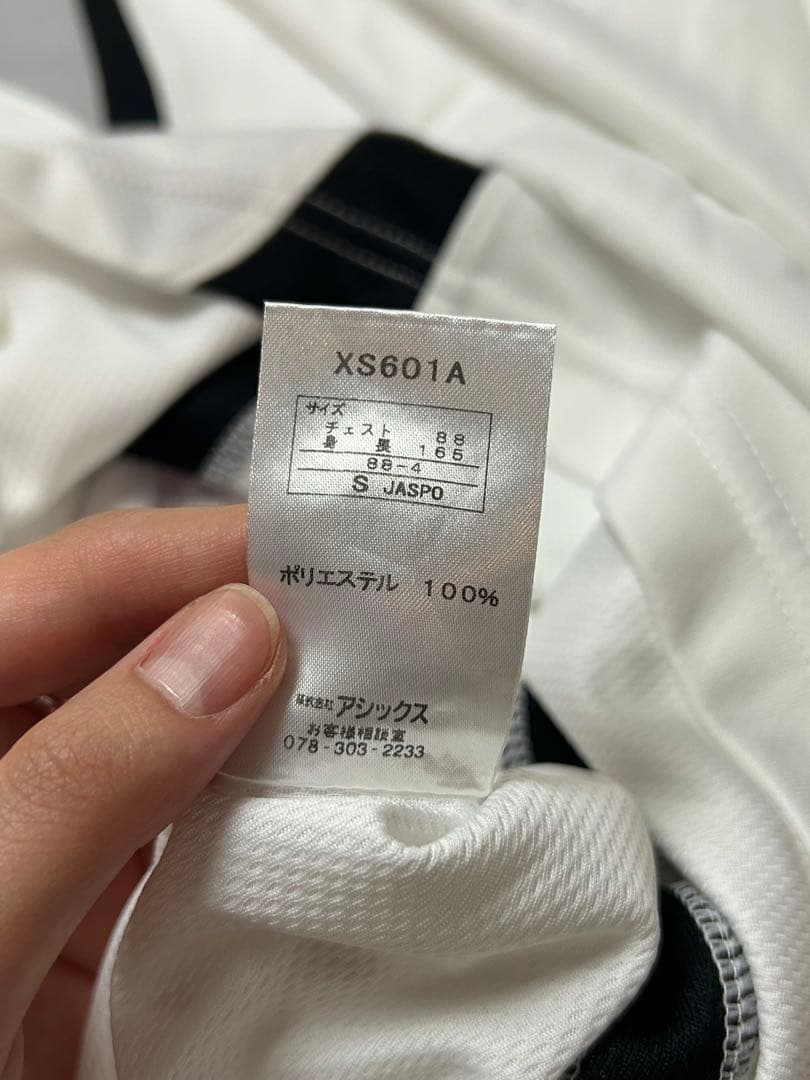 XS601A
サイズ
チェスト 88
身長 165
88-4
S JASPO
ポリエステル 100%
株式会社アシックス
お客様相談室
078-303-2233